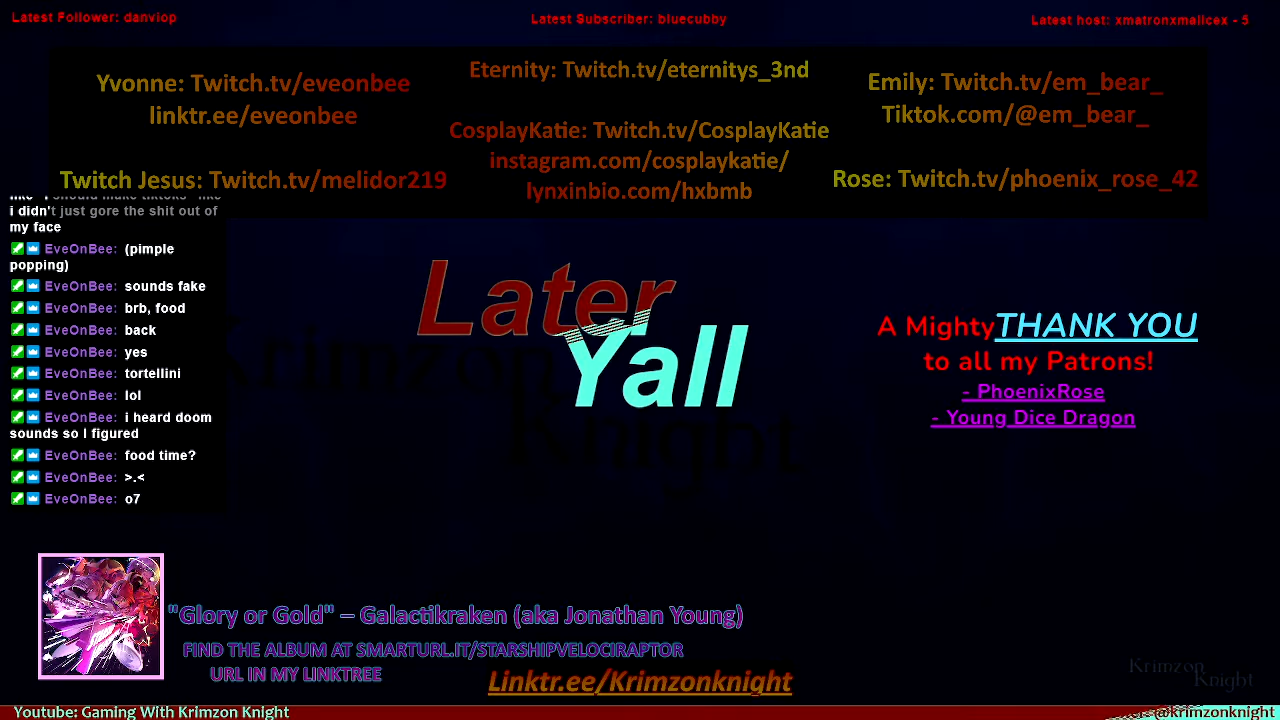 Latest Follower: danviop
Latest Subscriber: bluecubby
Latest host: xmatronxmalicex - 5
Yvonne: Twitch.tv/eveonbee
linktr.ee/eveonbee
Eternity: Twitch.tv/eternitys_3nd
Emily: Twitch.tv/em_bear_
Tiktok.com/@em_bear_
CosplayKatie: Twitch.tv/CosplayKatie
instagram.com/cosplaykatie/
lynxinbio.com/hxbmb
Twitch Jesus: Twitch.tv/melidor219
Rose: Twitch.tv/phoenix_rose_42
i didn't just gore the shit out of
my face
EveOnBee: (pimple
popping)
EveOnBee: sounds fake
EveOnBee: brb, food
EveOnBee: back
EveOnBee: yes
EveOnBee: tortellini
EveOnBee: lol
EveOnBee: i heard doom
sounds so I figured
EveOnBee: food time?
EveOnBee: >.<
EveOnBee: o7
Later
Yall
Krimzon
Knight
A Mighty THANK YOU
to all my Patrons!
- PhoenixRose
- Young Dice Dragon
"Glory or Gold" – Galactikraken (aka Jonathan Young)
FIND THE ALBUM AT SMARTURL.IT/STARSHIPVELOCIRAPTOR
URL IN MY LINKTREE
Linktr.ee/Krimzonknight
Krimzon
Knight
Youtube: Gaming With Krimzon Knight
@krimzonknight